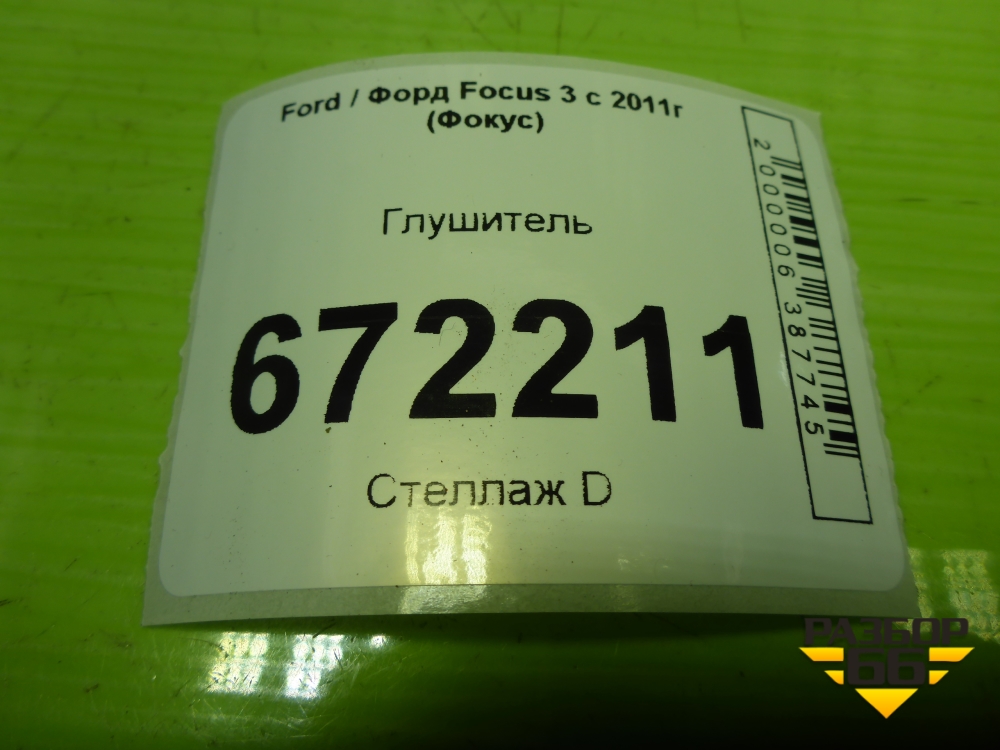 Ford / Форд Focus 3 с 2011г
(Фокус)
Глушитель
672211
Стеллаж D
2000006387745
РАЗБОР
66